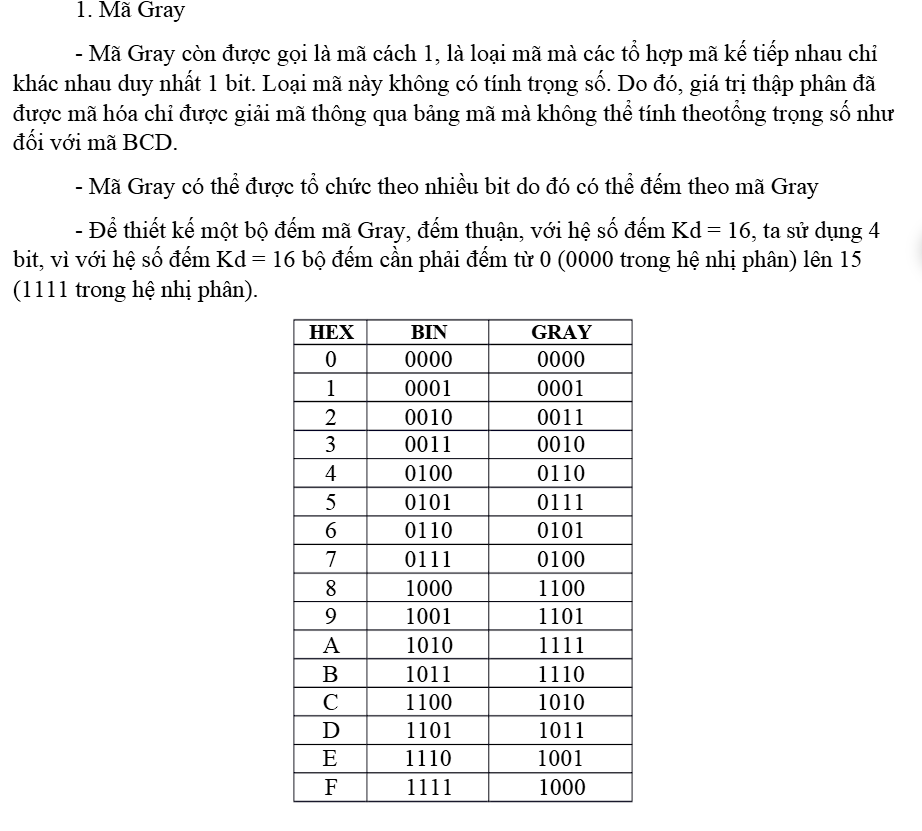 1. Mã Gray
- Mã Gray còn được gọi là mã cách 1, là loại mã mà các tổ hợp mã kế tiếp nhau chỉ
khác nhau duy nhất 1 bit. Loại mã này không có tính trọng số. Do đó, giá trị thập phân đã
được mã hóa chỉ được giải mã thông qua bảng mã mà không thể tính theotổng trọng số như
đối với mã BCD.
- Mã Gray có thể được tổ chức theo nhiều bit do đó có thể đếm theo mã Gray
- Để thiết kế một bộ đếm mã Gray, đếm thuận, với hệ số đếm Kd = 16, ta sử dụng 4
bit, vì với hệ số đếm Kd = 16 bộ đếm cần phải đếm từ 0 (0000 trong hệ nhị phân) lên 15
(1111 trong hệ nhị phân).
HEX BIN GRAY
0 0000 0000
1 0001 0001
2 0010 0011
3 0011 0010
4 0100 0110
5 0101 0111
6 0110 0101
7 0111 0100
8 1000 1100
9 1001 1101
A 1010 1111
B 1011 1110
C 1100 1010
D 1101 1011
E 1110 1001
F 1111 1000